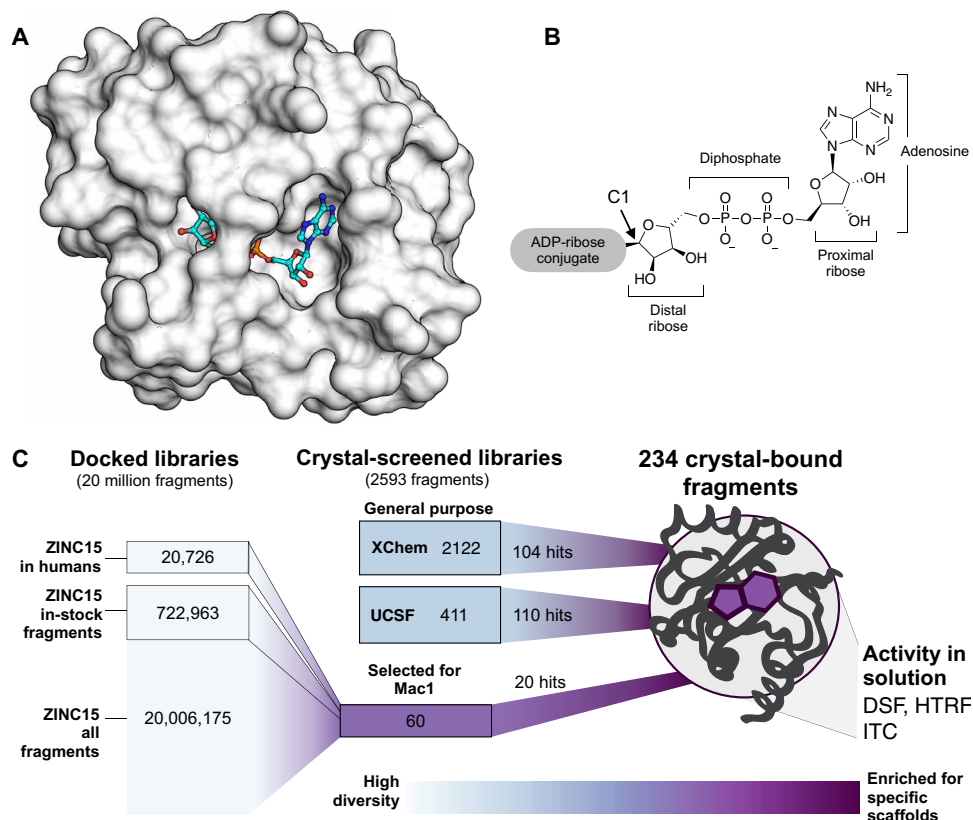 A
B
NH2
N
N
N
N
Adenosine
O
OH
OH
Proximal
ribose
Diphosphate
O
O
O
P
O
P
O
O
–
O
–
C1
ADP-ribose
conjugate
O
OH
HO
Distal
ribose
C
Docked libraries
(20 million fragments)
Crystal-screened libraries
(2593 fragments)
234 crystal-bound
fragments
General purpose
XChem 2122
104 hits
UCSF 411
110 hits
Selected for
Mac1
60
20 hits
ZINC15
in humans
20,726
ZINC15
in-stock
fragments
722,963
ZINC15
all
fragments
20,006,175
Activity in
solution
DSF, HTRF
ITC
High
diversity
Enriched for
specific
scaffolds